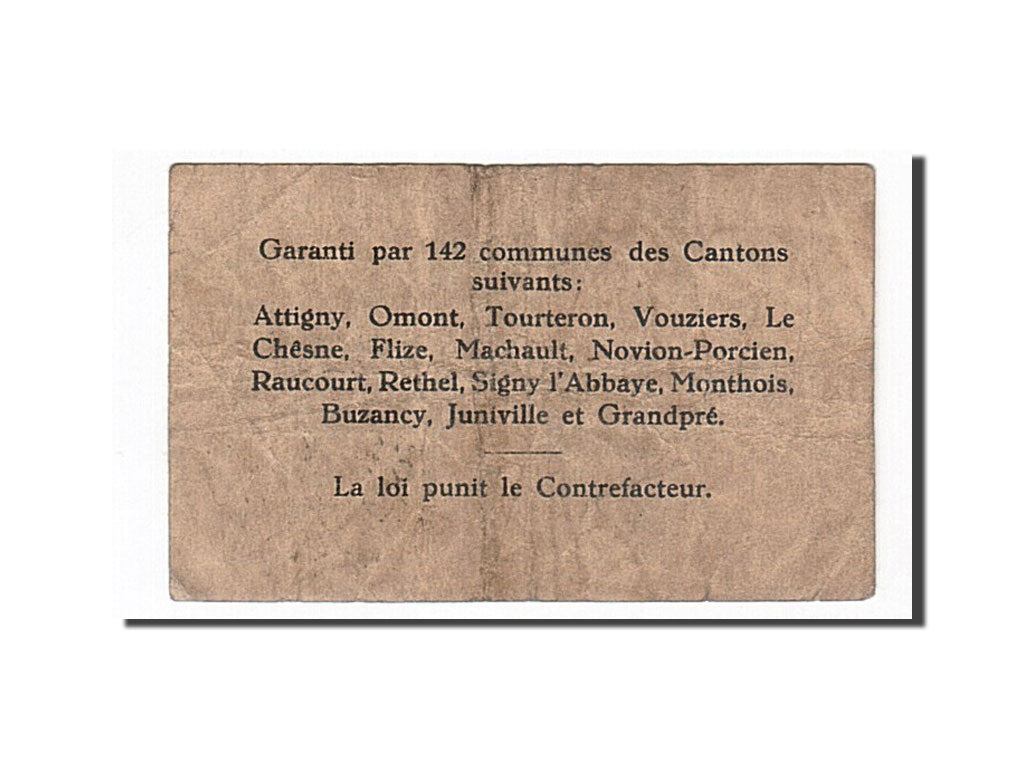 Garanti par 142 communes des Cantons
suivants:
Attigny, Omont, Tourteron, Vouziers, Le
Chêsne, Flize, Machault, Novion-Porcien,
Raucourt, Rethel, Signy l'Abbaye, Monthois,
Buzancy, Juniville et Grandpré.
La loi punit le Contrefacteur.